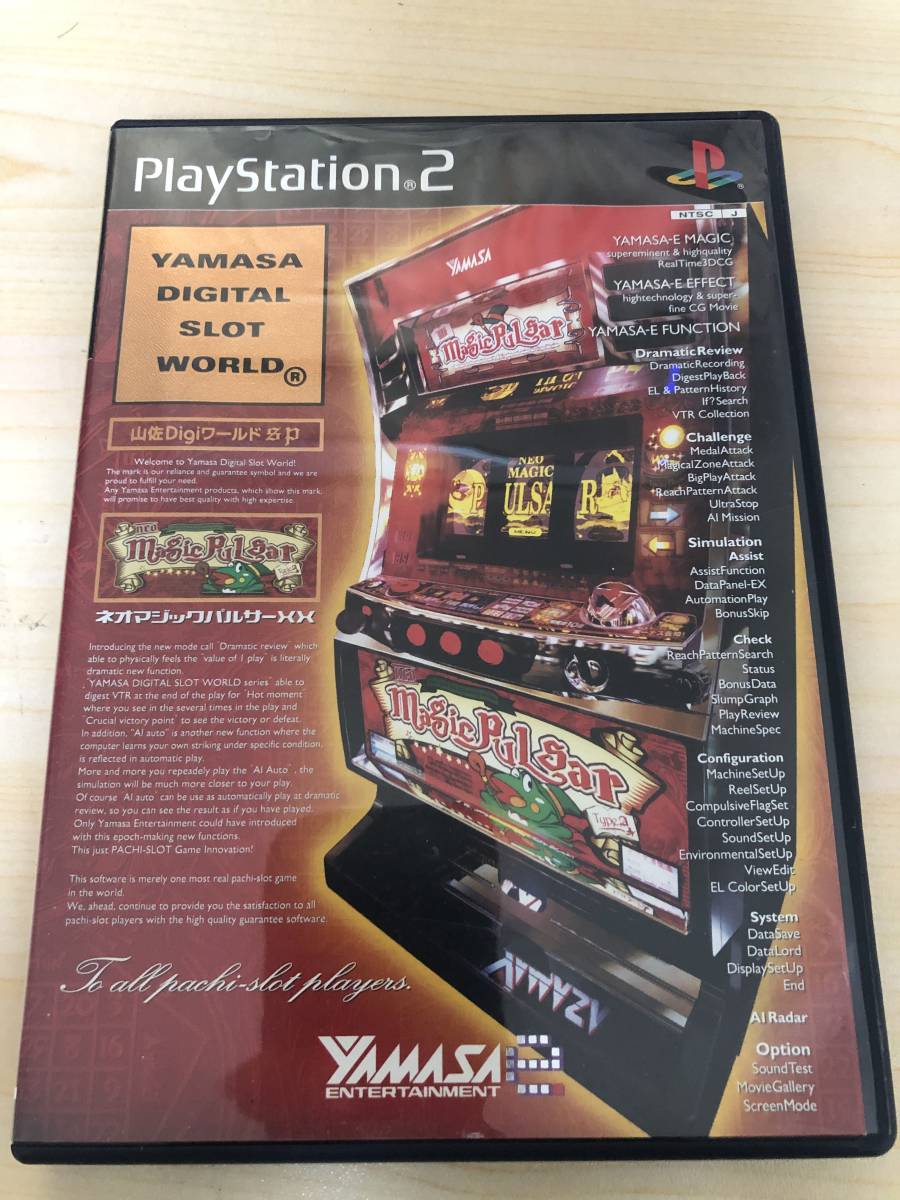 PlayStation®2
NTSC J
YAMASA
DIGITAL
SLOT
WORLD®
山佐Digiワールド SP
Welcome to Yamasa Digital Slot World!
The mark is our reliance and guarantee symbol and we are
proud to fulfill your need.
Any Yamasa Entertainment products, which show this mark,
will promise to have best quality with high expertise.
neo
Magic Pulsar
ネオマジックパルサーXX
Introducing the new mode call "Dramatic review" which
able to physically feels the "value of 1 play" is literally
dramatic new function.
"YAMASA DIGITAL SLOT WORLD series" able to
digest VTR at the end of the play for "Hot moment"
where you see in the several times in the play and
"Crucial victory point" to see the victory or defeat.
In addition, "AI auto" is another new function where the
computer learns your own striking under specific condition,
is reflected in automatic play.
More and more you repeadely play the "AI Auto", the
simulation will be much more closer to your play.
Of course "AI auto" can be use as automatically play at dramatic
review, so you can see the result as if you have played.
Only Yamasa Entertainment could have introduced
with this epoch-making new functions.
This just PACHI-SLOT Game Innovation!
This software is merely one most real pachi-slot game
in the world.
We, ahead, continue to provide you the satisfaction to all
pachi-slot players with the high quality guarantee software.
To all pachi-slot players.
YAMASA
ENTERTAINMENT
YAMASA
Magic Pulsar
NEO
MAGIC
PULSAR
Magic Pulsar
Type.a
YAMASA
YAMASA-E MAGIC
supereminent & highquality
RealTime3DCG
YAMASA-E EFFECT
hightechnology & super-
fine CG Movie
YAMASA-E FUNCTION
DramaticReview
DramaticRecording
DigestPlayBack
EL & PatternHistory
If? Search
VTR Collection
Challenge
MedalAttack
MagicalZoneAttack
BigPlayAttack
ReachPatternAttack
UltraStop
AI Mission
Simulation
Assist
AssistFunction
DataPanel-EX
AutomationPlay
BonusSkip
Check
ReachPatternSearch
Status
BonusData
SlumpGraph
PlayReview
MachineSpec
Configuration
MachineSetUp
ReelSetUp
CompulsiveFlagSet
ControllerSetUp
SoundSetUp
EnvironmentalSetUp
ViewEdit
EL ColorSetUp
System
DataSave
DataLord
DisplaySetUp
End
AI Radar
Option
SoundTest
MovieGallery
ScreenMode